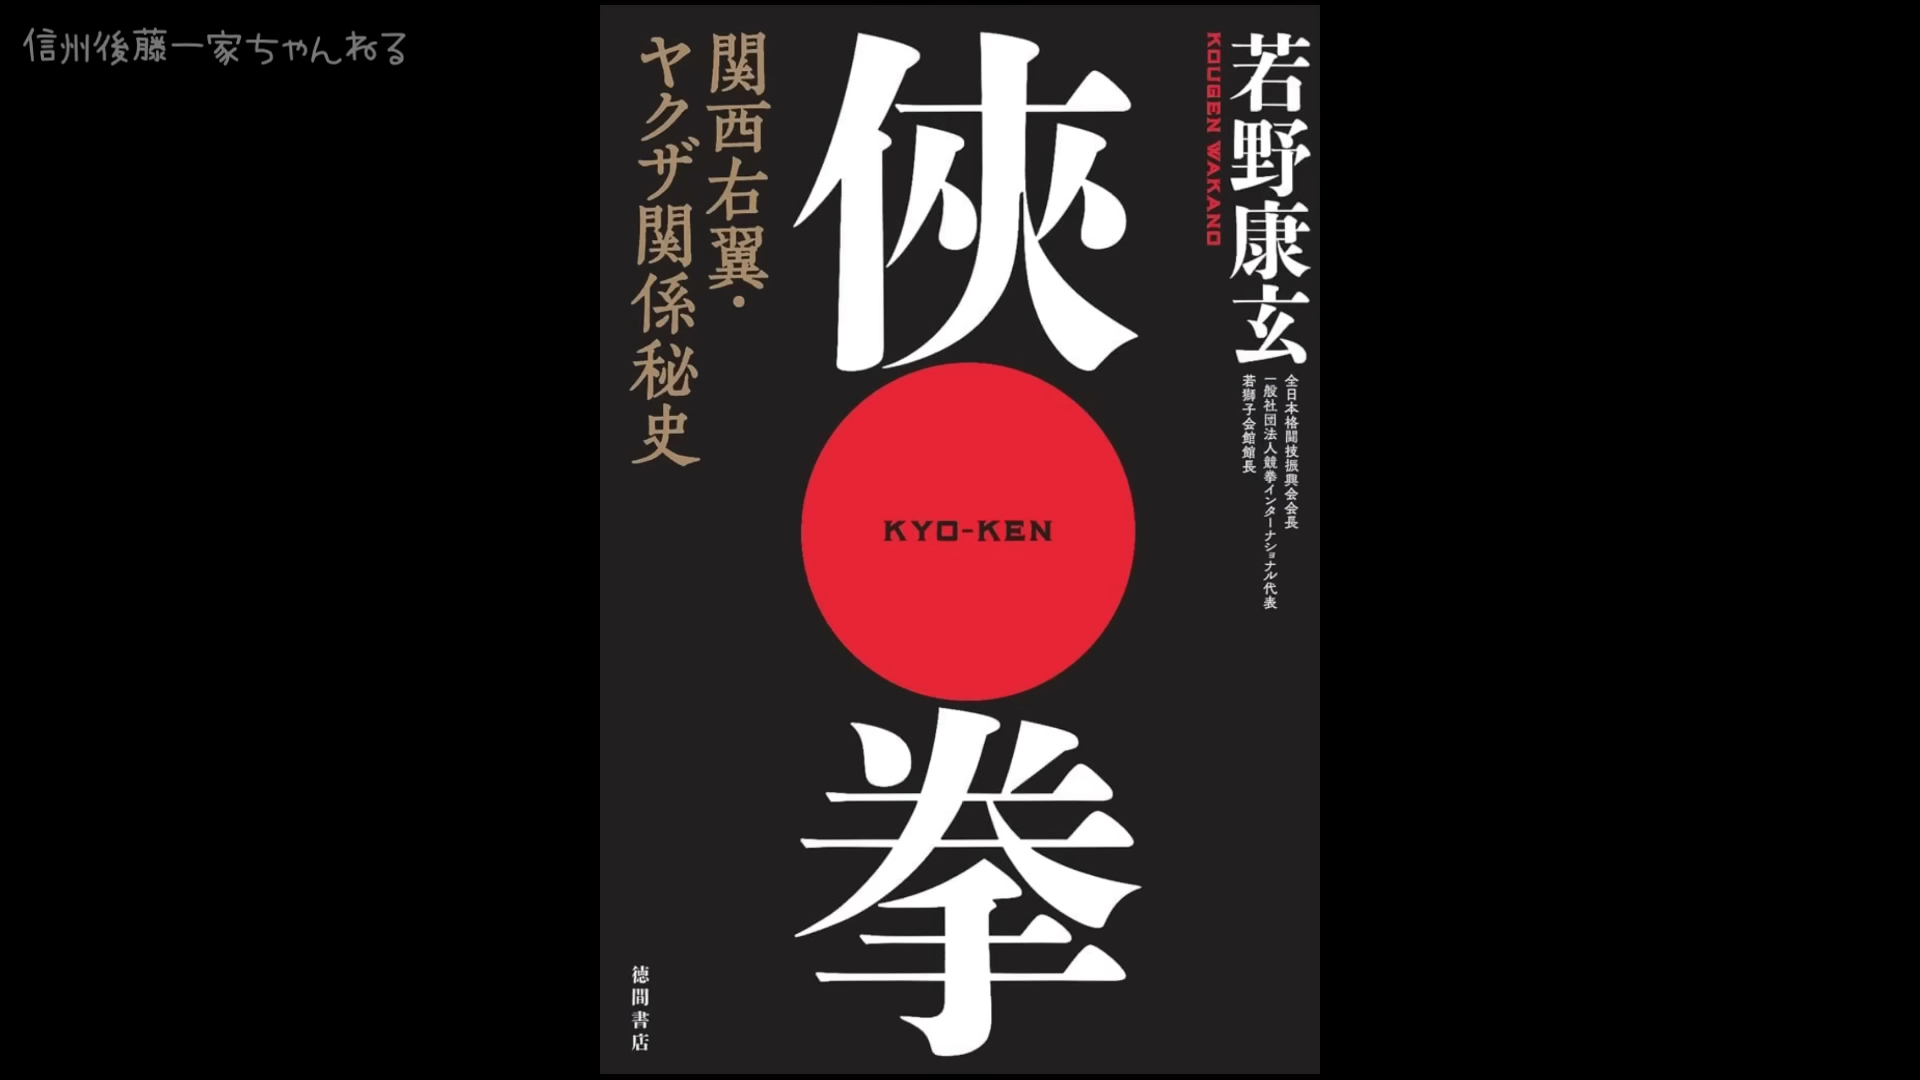 信州後藤一家ちゃんねる
若野康玄
KOUGEN WAKANO
全日本格闘技振興会会長
一般社団法人競拳インターナショナル代表
若獅子会館館長
俠
KYO-KEN
拳
関西右翼・
ヤクザ関係秘史
徳間書店